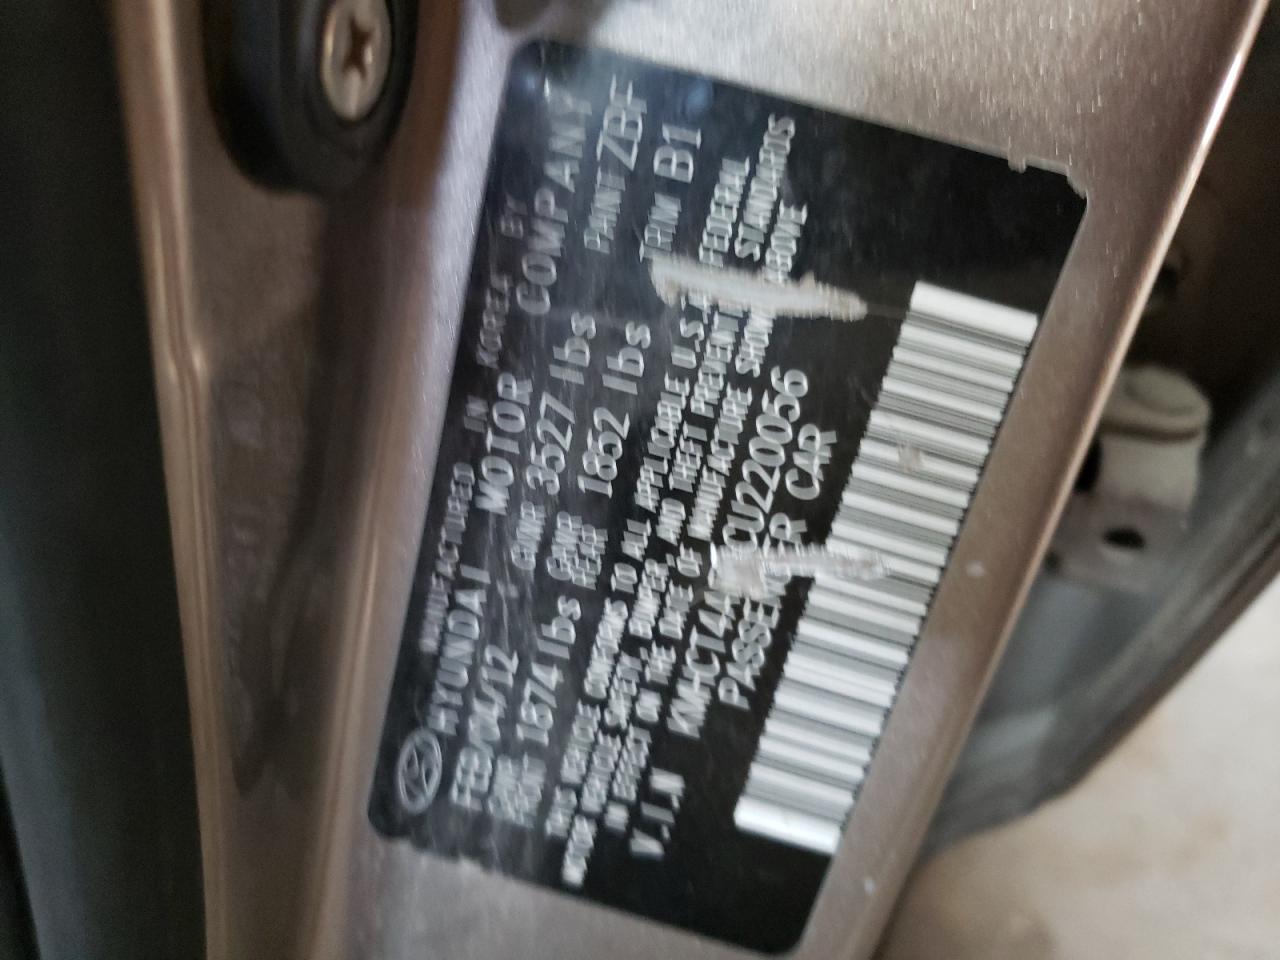 MANUFACTURED IN KOREA BY
HYUNDAI MOTOR COMPANY
FEB/04/12 GVWR 3527 lbs PAINT ZBF
GAWR FRONT 1874 lbs GAWR REAR 1852 lbs TRIM B1
THIS VEHICLE CONFORMS TO ALL APPLICABLE U.S. FEDERAL
MOTOR VEHICLE SAFETY, BUMPER, AND THEFT PREVENTION STANDARDS
IN EFFECT ON THE DATE OF MANUFACTURE SHOWN ABOVE
V.I.N KMHCT4A CU220056
PASSENGER CAR